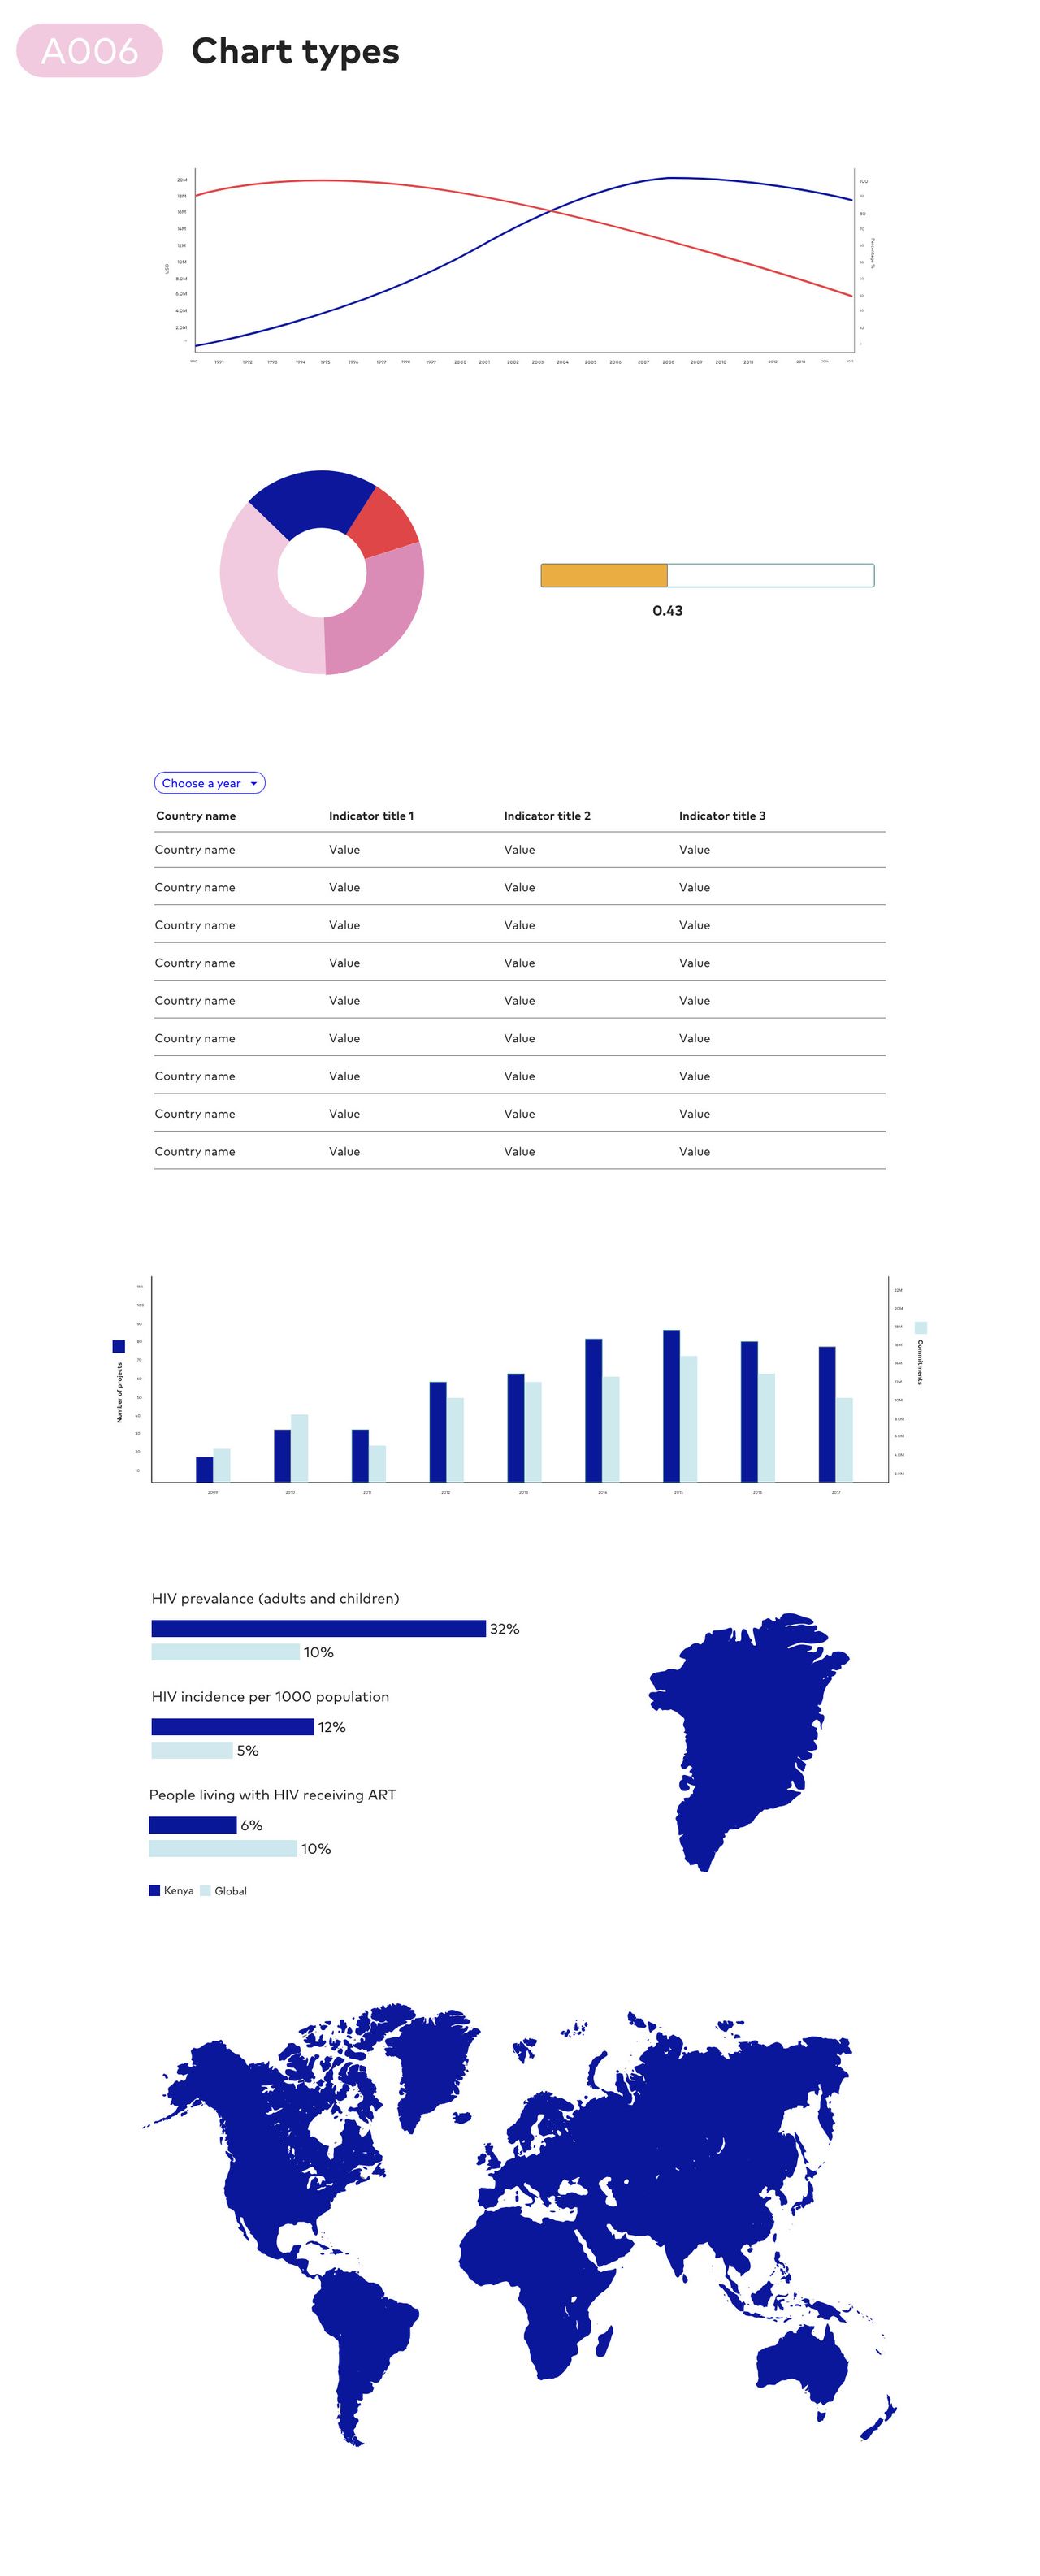 A006
Chart types
20M
18M
16M
14M
12M
10M
8.0M
6.0M
4.0M
2.0M
USD
100
90
80
70
60
50
40
30
20
10
Percentage %
1990 1991 1992 1993 1994 1995 1996 1997 1998 1999 2000 2001 2002 2003 2004 2005 2006 2007 2008 2009 2010 2011 2012 2013 2014 2015
0.43
Choose a year
Country name Indicator title 1 Indicator title 2 Indicator title 3
Country name Value Value Value
Country name Value Value Value
Country name Value Value Value
Country name Value Value Value
Country name Value Value Value
Country name Value Value Value
Country name Value Value Value
Country name Value Value Value
Country name Value Value Value
110
100
90
80
70
60
50
40
30
20
10
Number of projects
22M
20M
18M
16M
14M
12M
10M
8.0M
6.0M
4.0M
2.0M
Commitments
2009 2010 2011 2012 2013 2014 2015 2016 2017
HIV prevalance (adults and children)
32%
10%
HIV incidence per 1000 population
12%
5%
People living with HIV receiving ART
6%
10%
Kenya Global